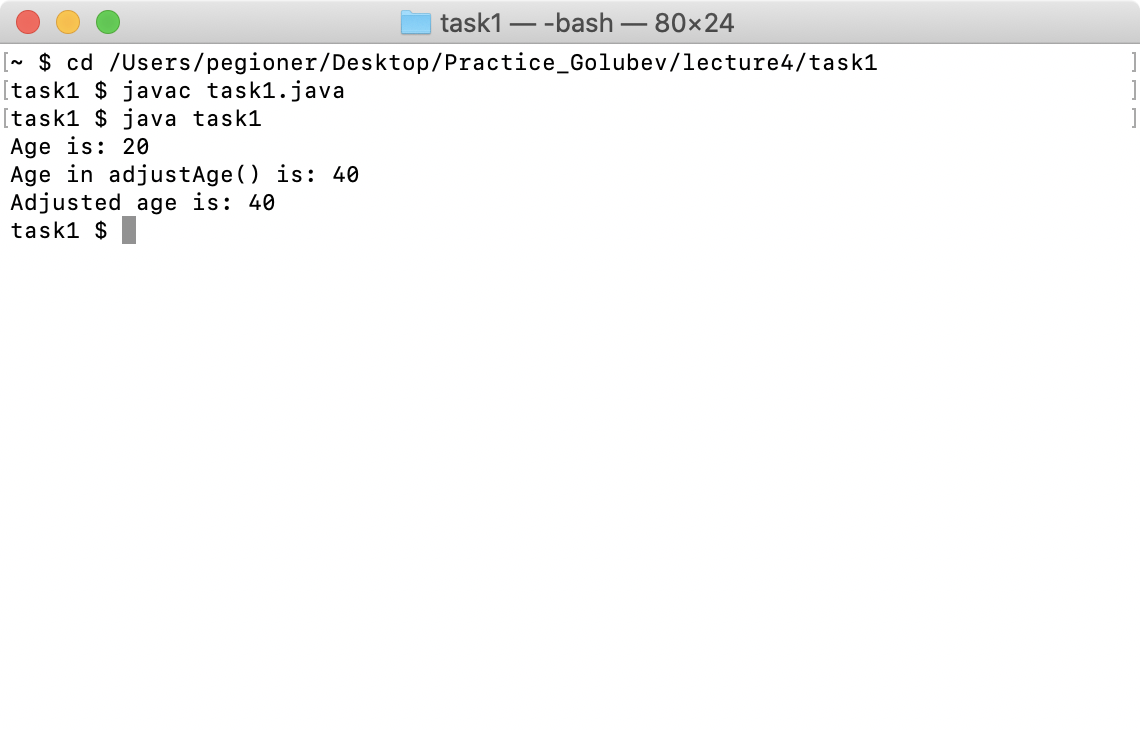 task1 — -bash — 80×24
[~ $ cd /Users/pegioner/Desktop/Practice_Golubev/lecture4/task1 ]
[task1 $ javac task1.java ]
[task1 $ java task1 ]
Age is: 20
Age in adjustAge() is: 40
Adjusted age is: 40
task1 $